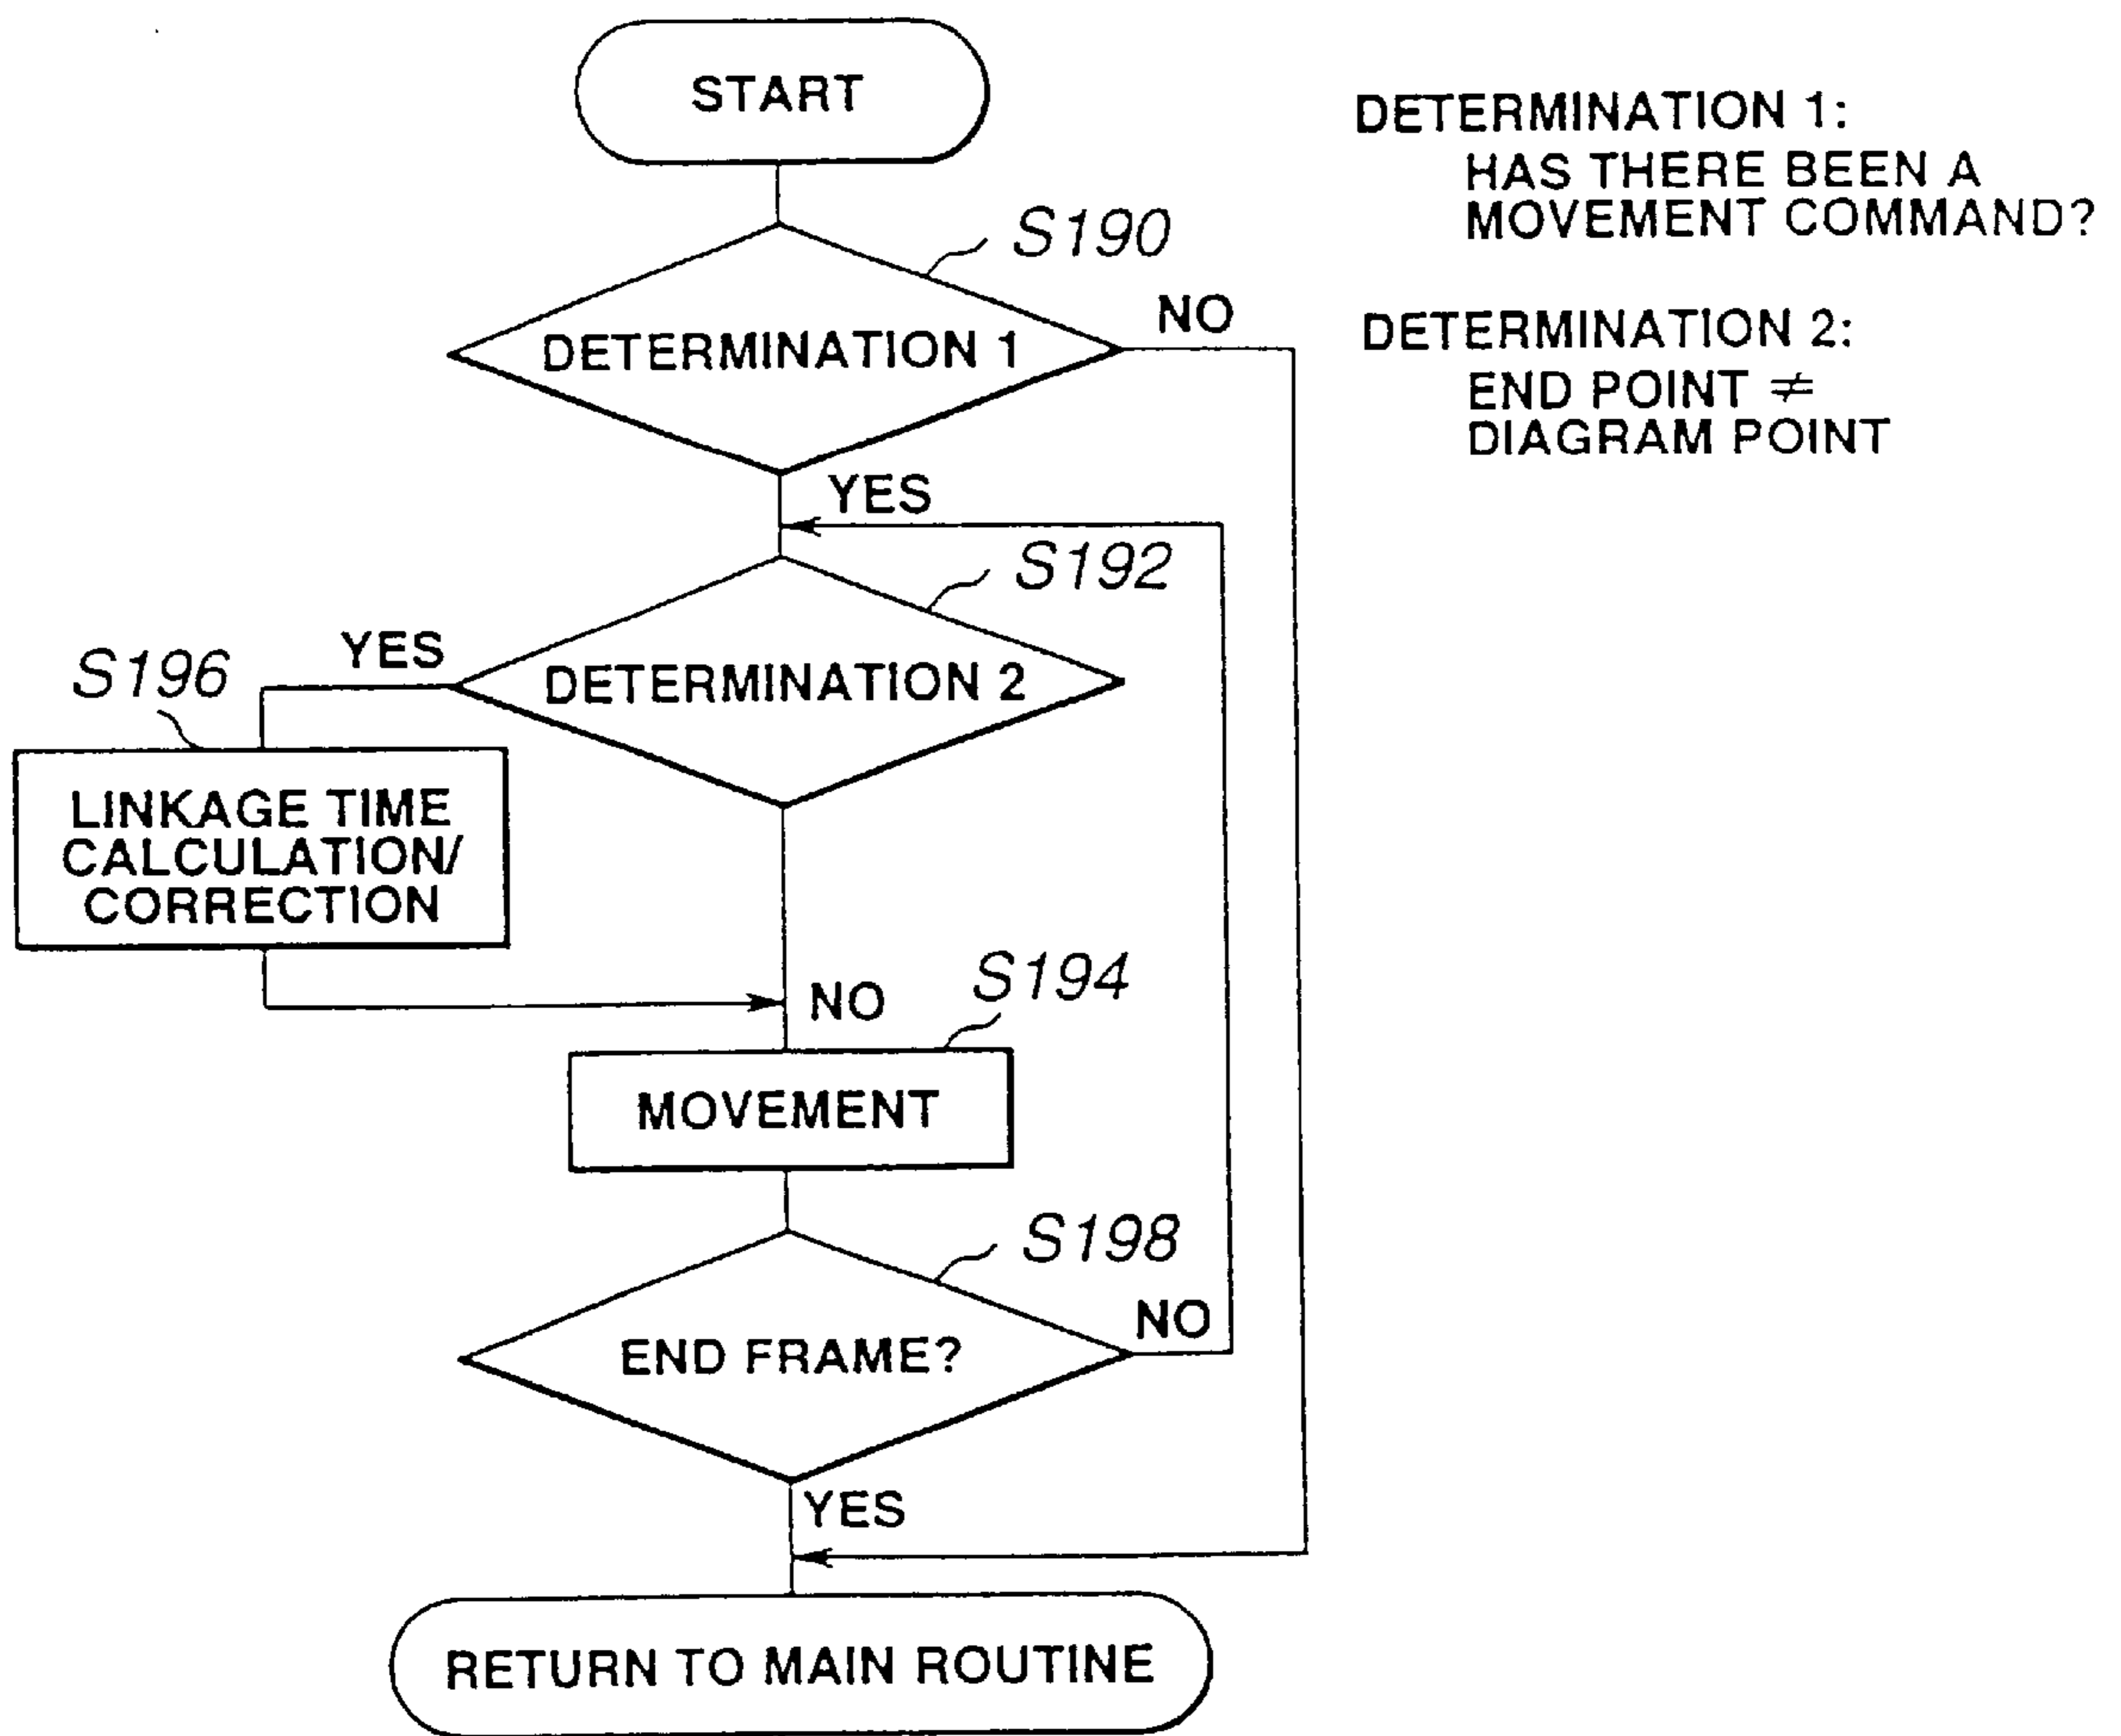 START
DETERMINATION 1:
HAS THERE BEEN A
MOVEMENT COMMAND?
S190
NO
DETERMINATION 1
DETERMINATION 2:
END POINT ≠
DIAGRAM POINT
YES
S192
YES
S196
DETERMINATION 2
LINKAGE TIME
CALCULATION/
CORRECTION
S194
NO
MOVEMENT
S198
NO
END FRAME?
YES
RETURN TO MAIN ROUTINE